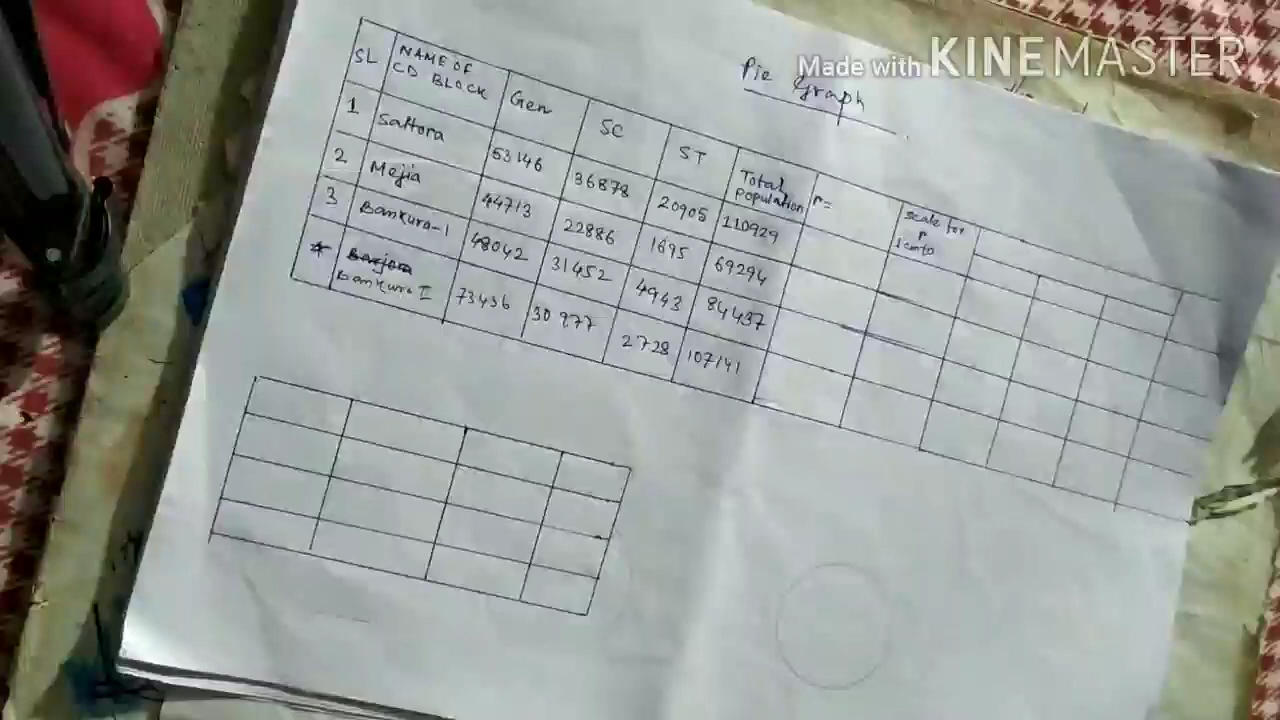 Made with KINEMASTER
Pie Graph
SL NAME OF CD BLOCK Gen SC ST Total Population r= scale for r 1cm to
1 Saltora 53146 36878 20905 110929
2 Mejia 44713 22886 1695 69294
3 Bankura-1 48042 31452 4943 84437
Barjora
Bankura II 73436 30977 2728 107141